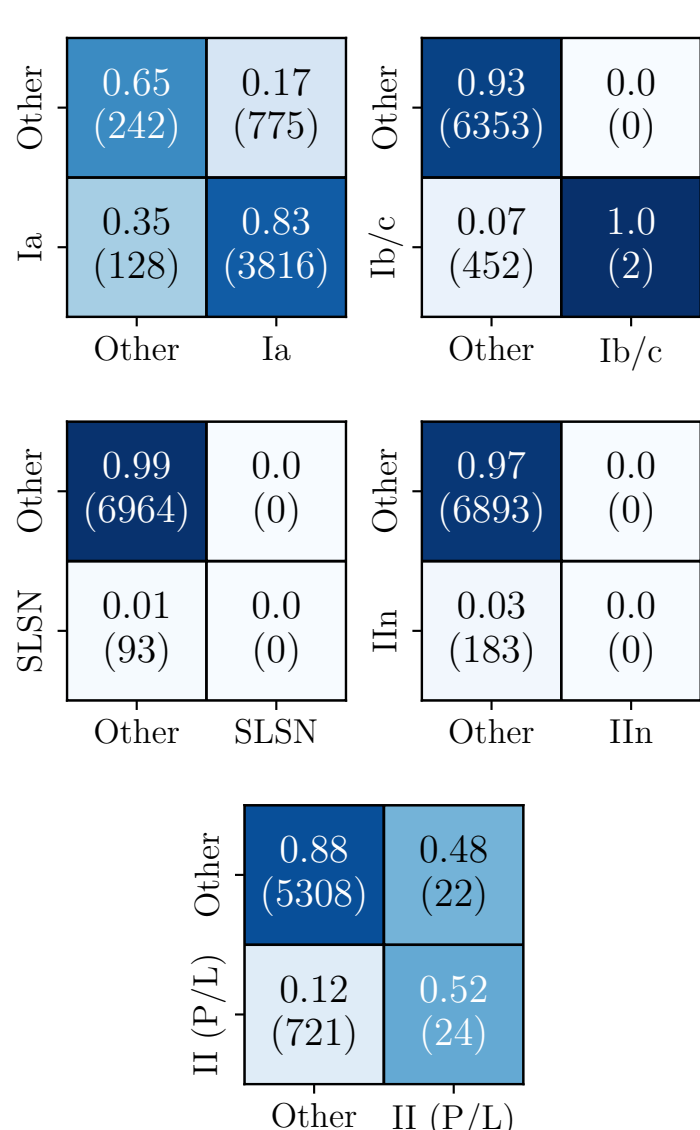 Other
0.65
(242)
0.17
(775)
Ia
0.35
(128)
0.83
(3816)
Other
Ia
Other
0.93
(6353)
0.0
(0)
Ib/c
0.07
(452)
1.0
(2)
Other
Ib/c
Other
0.99
(6964)
0.0
(0)
SLSN
0.01
(93)
0.0
(0)
Other
SLSN
Other
0.97
(6893)
0.0
(0)
IIn
0.03
(183)
0.0
(0)
Other
IIn
Other
0.88
(5308)
0.48
(22)
II (P/L)
0.12
(721)
0.52
(24)
Other
II (P/L)